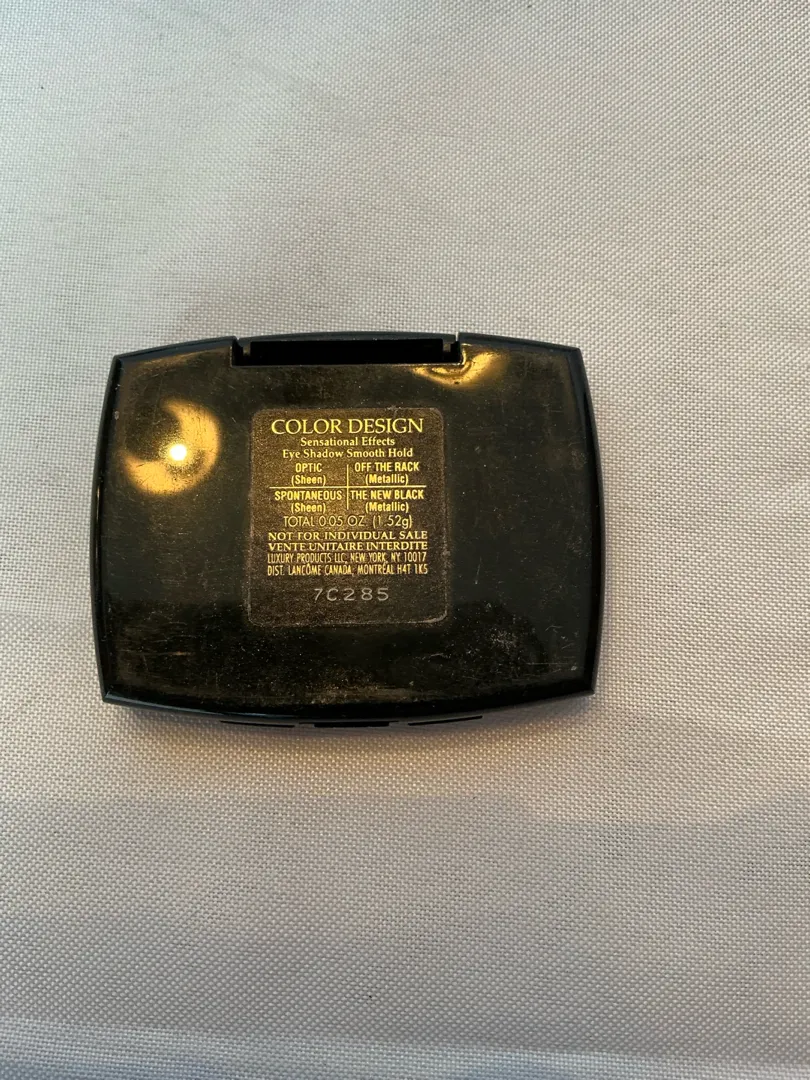 COLOR DESIGN
Sensational Effects
Eye Shadow Smooth Hold
OPTIC OFF THE RACK
(Sheen) (Metallic)
SPONTANEOUS THE NEW BLACK
(Sheen) (Metallic)
TOTAL 0.05 OZ. (1.52g)
NOT FOR INDIVIDUAL SALE
VENTE UNITAIRE INTERDITE
LUXURY PRODUCTS LLC, NEW YORK, NY 10017
DIST. LANCÔME CANADA, MONTRÉAL H4T 1K5
7C285